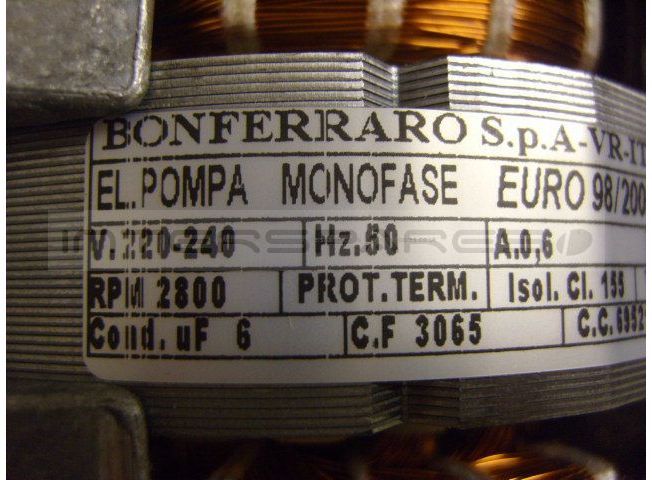 BONFERRARO S.p.A-VR-IT
EL.POMPA MONOFASE EURO 98/200
V.220-240 Hz.50 A.0,6
RPM 2800 PROT.TERM. Isol. Cl. 155
Cond.uF 6 C.F 3065 C.C.6952